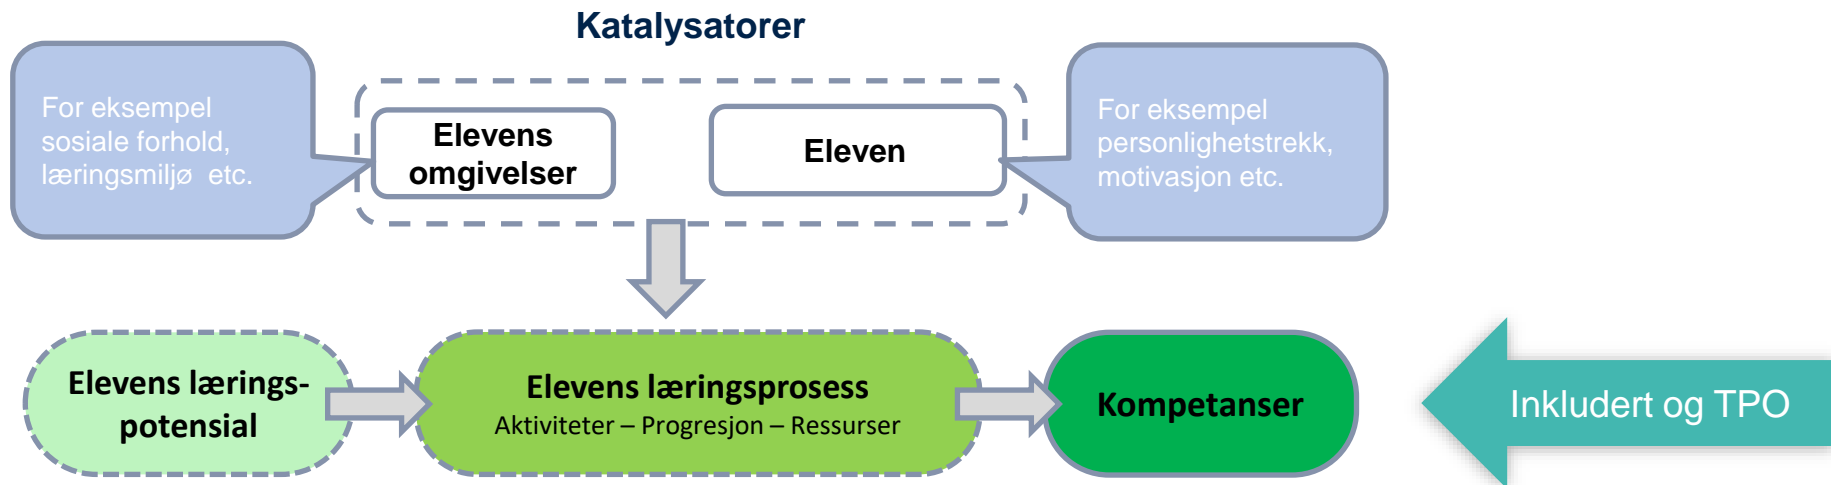 Katalysatorer
For eksempel
sosiale forhold,
læringsmiljø etc.
Elevens
omgivelser
Eleven
For eksempel
personlighetstrekk,
motivasjon etc.
Elevens lærings-
potensial
Elevens læringsprosess
Aktiviteter – Progresjon – Ressurser
Kompetanser
Inkludert og TPO